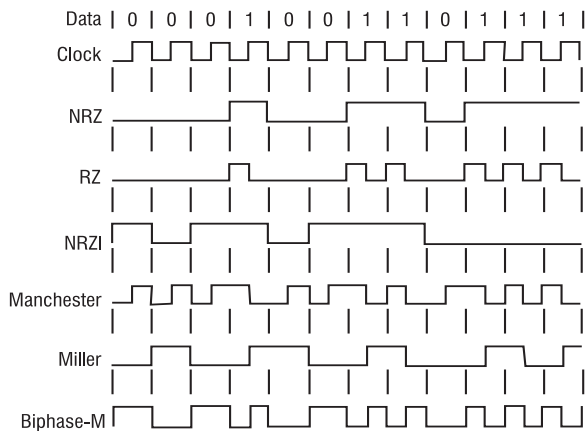 Data 0 0 0 1 0 0 1 1 0 1 1 1
Clock
NRZ
RZ
NRZI
Manchester
Miller
Biphase-M